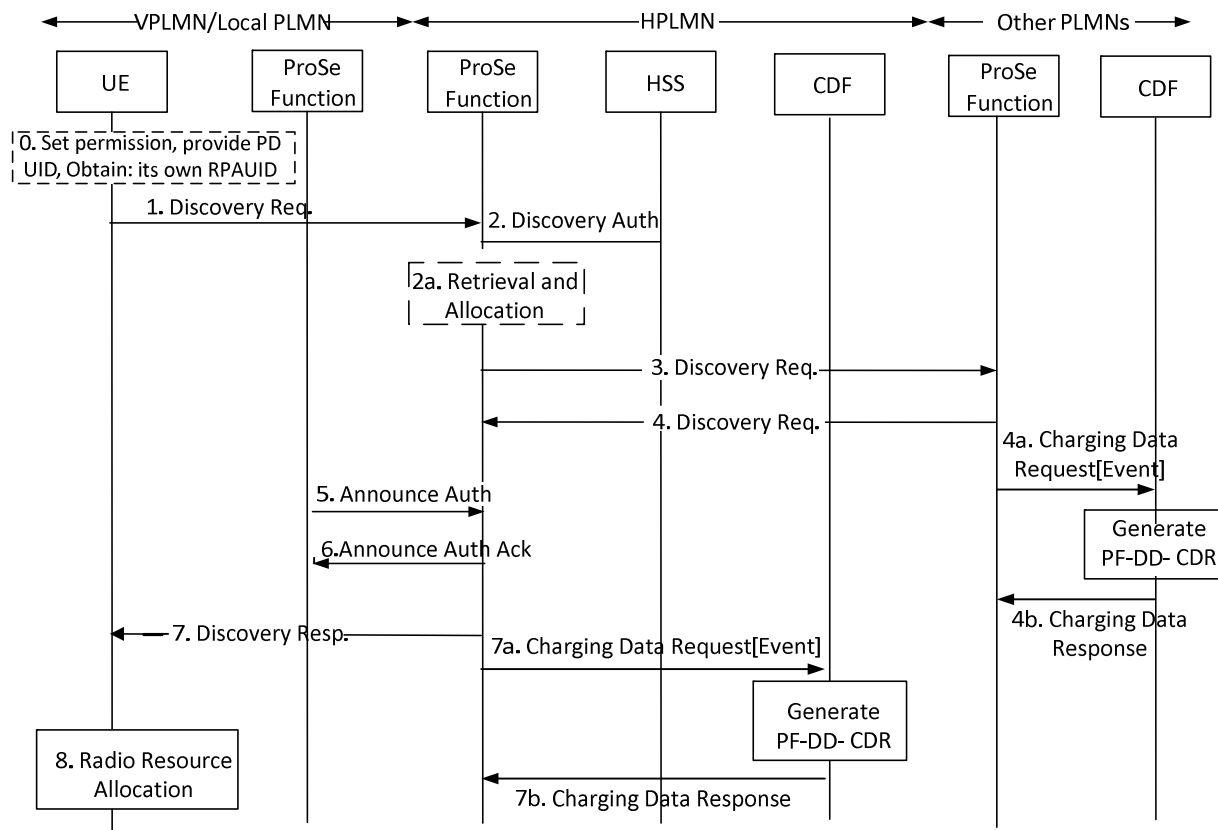 VPLMN/Local PLMN
HPLMN
Other PLMNs
UE
ProSe
Function
ProSe
Function
HSS
CDF
ProSe
Function
CDF
0. Set permission, provide PD
UID, Obtain: its own RPAUID
1. Discovery Req.
2. Discovery Auth
2a. Retrieval and
Allocation
3. Discovery Req.
4. Discovery Req.
4a. Charging Data
Request[Event]
5. Announce Auth
Generate
PF-DD- CDR
6.Announce Auth Ack
4b. Charging Data
Response
7. Discovery Resp.
7a. Charging Data Request[Event]
Generate
PF-DD- CDR
8. Radio Resource
Allocation
7b. Charging Data Response